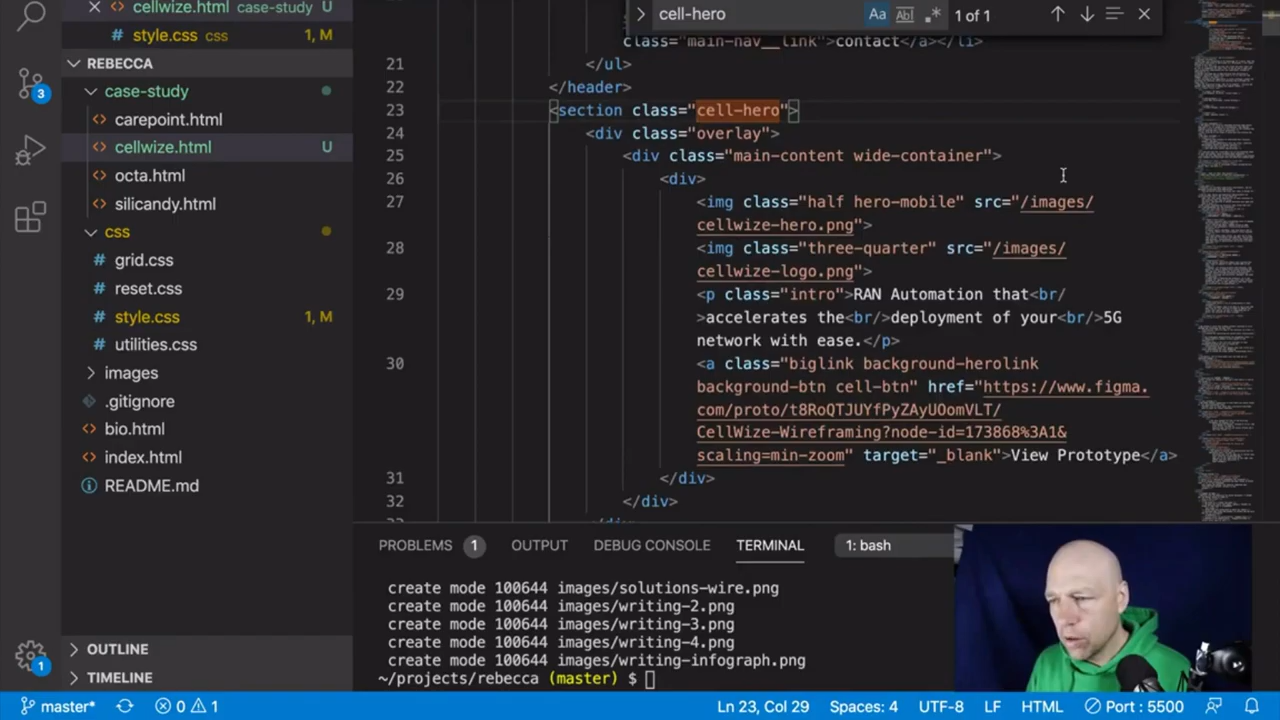 cellwize.html case-study U
style.css css 1, M
REBECCA
case-study
carepoint.html
cellwize.html U
octa.html
silicandy.html
css
grid.css
reset.css
style.css 1, M
utilities.css
images
.gitignore
bio.html
index.html
README.md
OUTLINE
TIMELINE
3
1
cell-hero Aa Abl .* 1 of 1
class="main-nav__link">contact</a></li>
21 </ul>
22 </header>
23 <section class="cell-hero">
24 <div class="overlay">
25 <div class="main-content wide-container">
26 <div>
27 <img class="half hero-mobile" src="/images/
cellwize-hero.png">
28 <img class="three-quarter" src="/images/
cellwize-logo.png">
29 <p class="intro">RAN Automation that<br/
>accelerates the<br/>deployment of your<br/>5G
network with ease.</p>
30 <a class="biglink background-herolink
background-btn cell-btn" href="https://www.figma.
com/proto/t8RoQTJUYfPyZAyUOomVLT/
CellWize-Wireframing?node-id=173868%3A1&
scaling=min-zoom" target="_blank">View Prototype</a>
31 </div>
32 </div>
PROBLEMS 1 OUTPUT DEBUG CONSOLE TERMINAL 1: bash
create mode 100644 images/solutions-wire.png
create mode 100644 images/writing-2.png
create mode 100644 images/writing-3.png
create mode 100644 images/writing-4.png
create mode 100644 images/writing-infograph.png
~/projects/rebecca (master) $
master* 0 1 Ln 23, Col 29 Spaces: 4 UTF-8 LF HTML Port : 5500